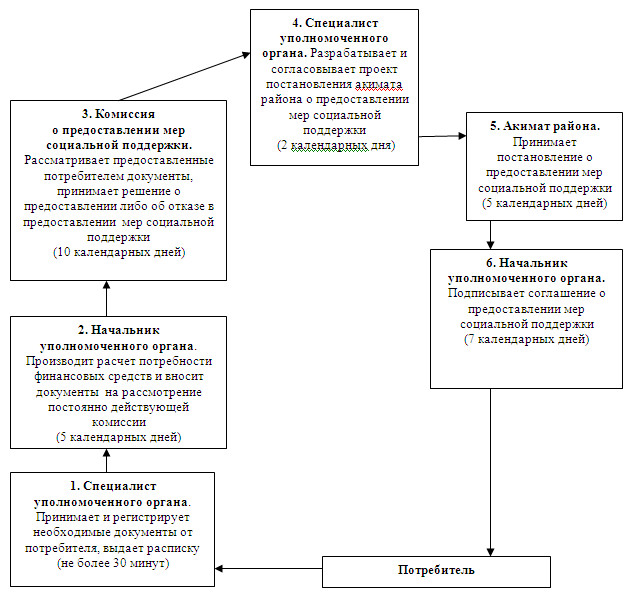 4. Специалист
уполномоченного
органа. Разрабатывает и
согласовывает проект
постановления акимата
района о предоставлении
мер социальной
поддержки
(2 календарных дня)
3. Комиссия
о предоставлении мер
социальной поддержки.
Рассматривает предоставленные
потребителем документы,
принимает решение о
предоставлении либо об отказе в
предоставлении мер социальной
поддержки
(10 календарных дней)
5. Акимат района.
Принимает
постановление о
предоставлении мер
социальной поддержки
(5 календарных дней)
6. Начальник
уполномоченного органа.
Подписывает соглашение о
предоставлении мер
социальной поддержки
(7 календарных дней)
2. Начальник
уполномоченного органа.
Производит расчет потребности
финансовых средств и вносит
документы на рассмотрение
постоянно действующей
комиссии
(5 календарных дней)
1. Специалист
уполномоченного органа.
Принимает и регистрирует
необходимые документы от
потребителя, выдает расписку
(не более 30 минут)
Потребитель